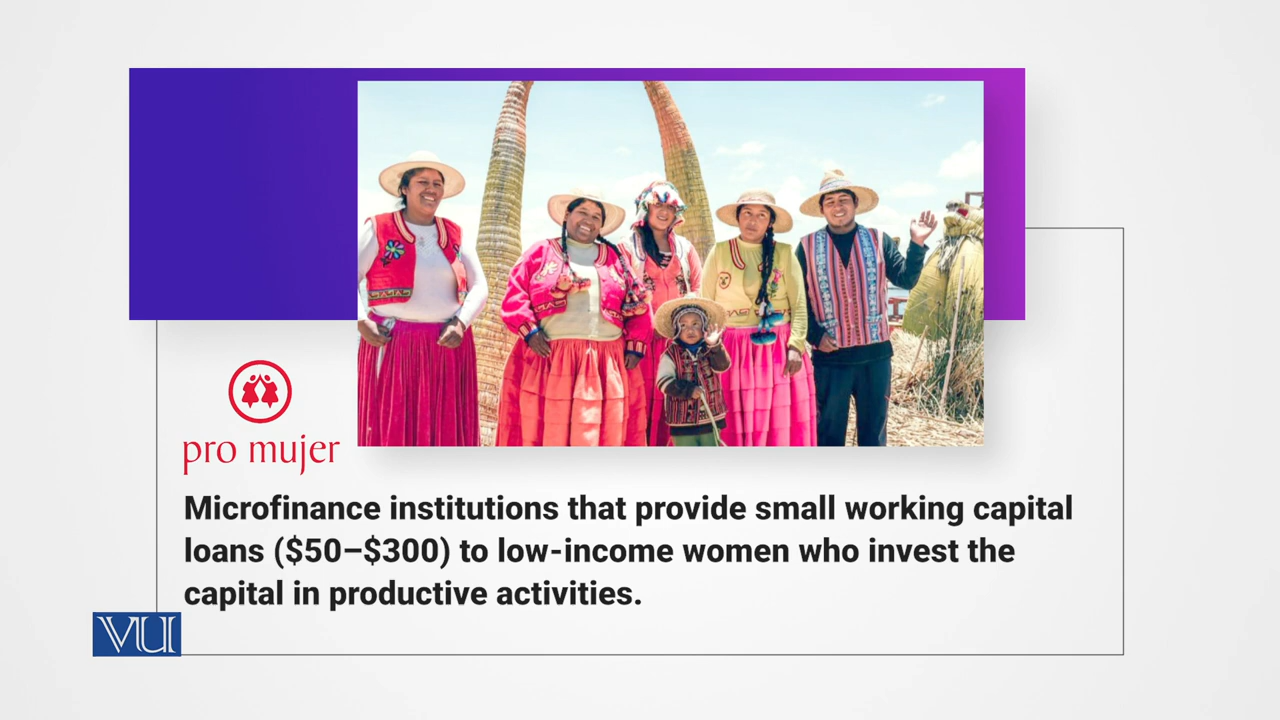 pro mujer
Microfinance institutions that provide small working capital
loans ($50–$300) to low-income women who invest the
capital in productive activities.
VU